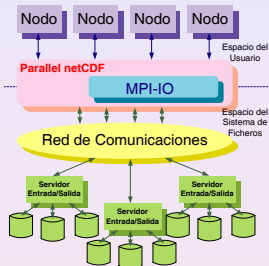 Nodo Nodo Nodo Nodo
Espacio del
Usuario
Parallel netCDF
MPI-IO
Espacio del
Sistema de
Ficheros
Red de Comunicaciones
Servidor
Entrada/Salida
Servidor
Entrada/Salida
Servidor
Entrada/Salida